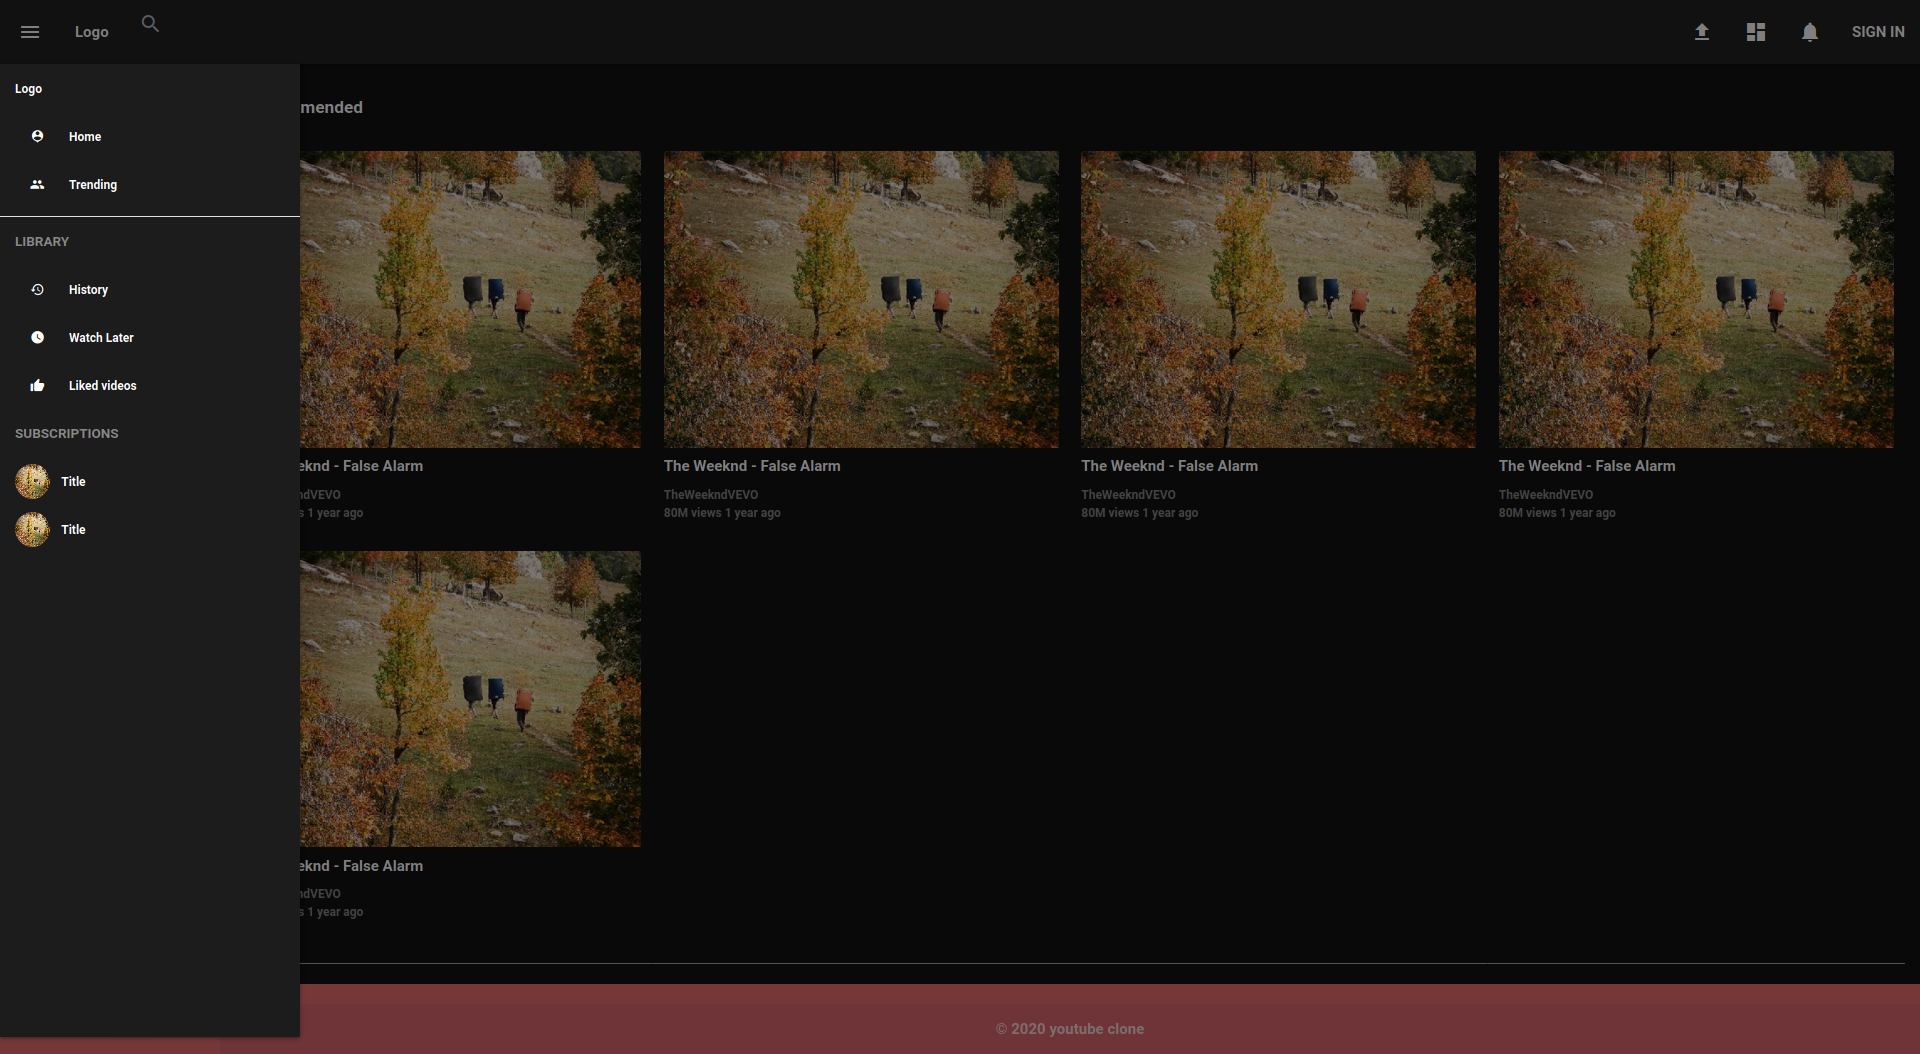 Logo
SIGN IN
Logo
Home
Trending
LIBRARY
History
Watch Later
Liked videos
SUBSCRIPTIONS
Title
Title
mended
eknd - False Alarm
ndVEVO
s 1 year ago
The Weeknd - False Alarm
TheWeekndVEVO
80M views 1 year ago
The Weeknd - False Alarm
TheWeekndVEVO
80M views 1 year ago
The Weeknd - False Alarm
TheWeekndVEVO
80M views 1 year ago
eknd - False Alarm
ndVEVO
s 1 year ago
© 2020 youtube clone